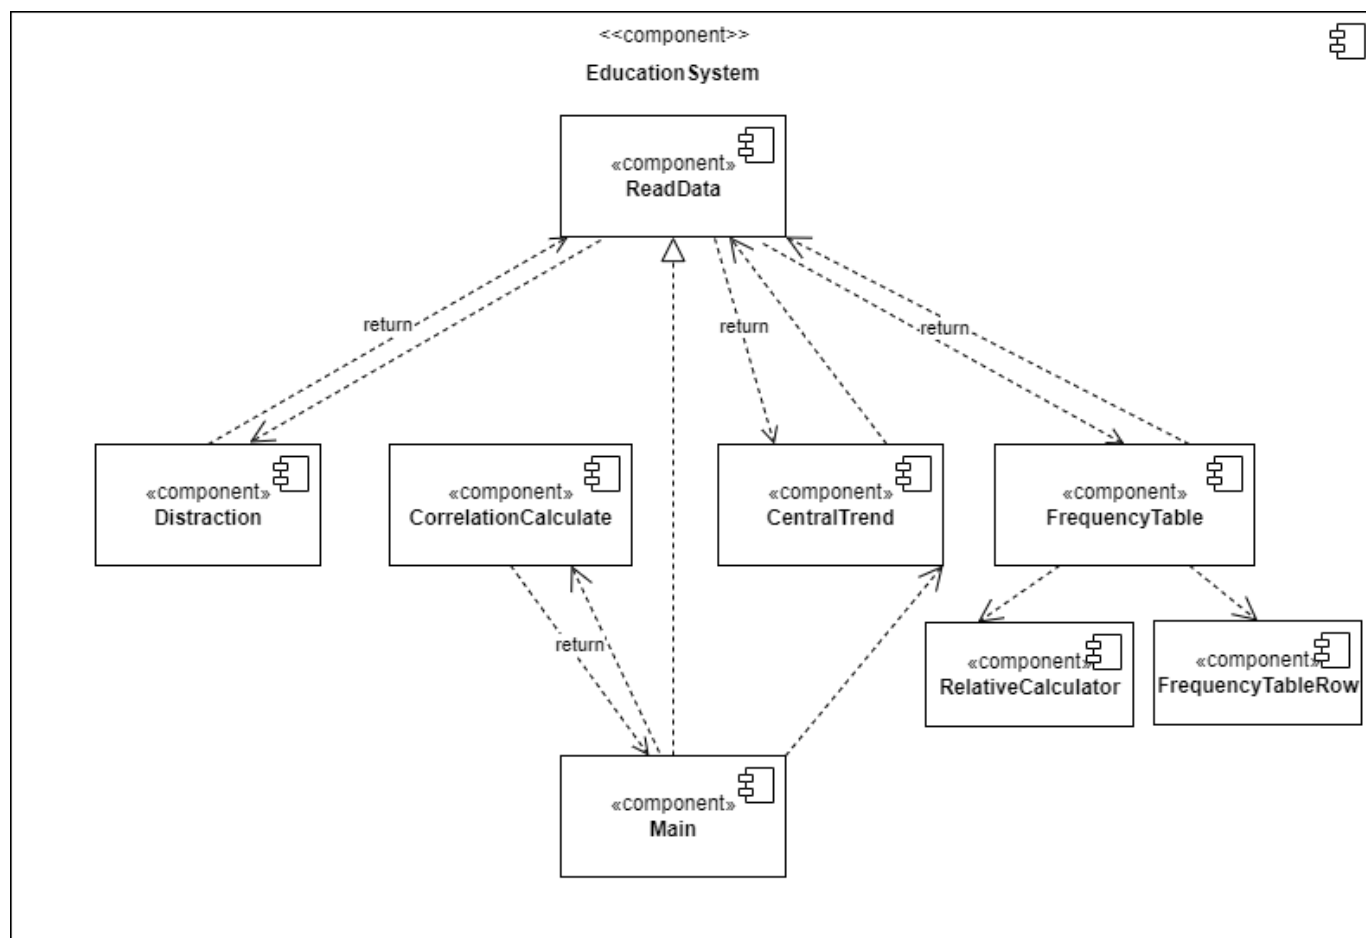 <<component>>
EducationSystem
«component»
ReadData
return
return
return
«component»
Distraction
«component»
CorrelationCalculate
«component»
CentralTrend
«component»
FrequencyTable
return
«component»
RelativeCalculator
«component»
FrequencyTableRow
«component»
Main